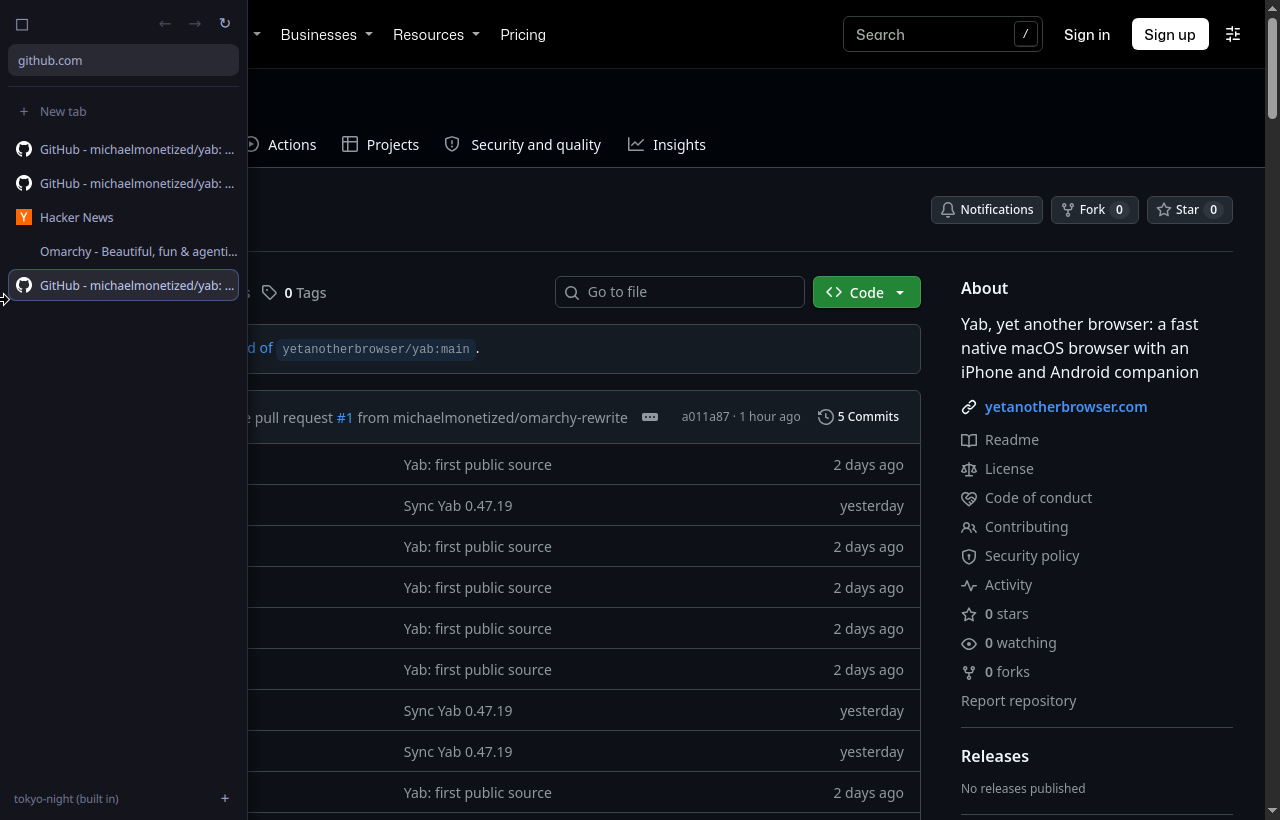 github.com
+ New tab
GitHub - michaelmonetized/yab: ...
GitHub - michaelmonetized/yab: ...
Y Hacker News
Omarchy - Beautiful, fun & agenti...
GitHub - michaelmonetized/yab: ...
tokyo-night (built in) +
Businesses Resources Pricing Search / Sign in Sign up
Actions Projects Security and quality Insights
Notifications Fork 0 Star 0
s 0 Tags Go to file Code
d of yetanotherbrowser/yab:main.
e pull request #1 from michaelmonetized/omarchy-rewrite a011a87 · 1 hour ago 5 Commits
Yab: first public source 2 days ago
Sync Yab 0.47.19 yesterday
Yab: first public source 2 days ago
Yab: first public source 2 days ago
Yab: first public source 2 days ago
Yab: first public source 2 days ago
Sync Yab 0.47.19 yesterday
Sync Yab 0.47.19 yesterday
Yab: first public source 2 days ago
About
Yab, yet another browser: a fast
native macOS browser with an
iPhone and Android companion
yetanotherbrowser.com
Readme
License
Code of conduct
Contributing
Security policy
Activity
0 stars
0 watching
0 forks
Report repository
Releases
No releases published